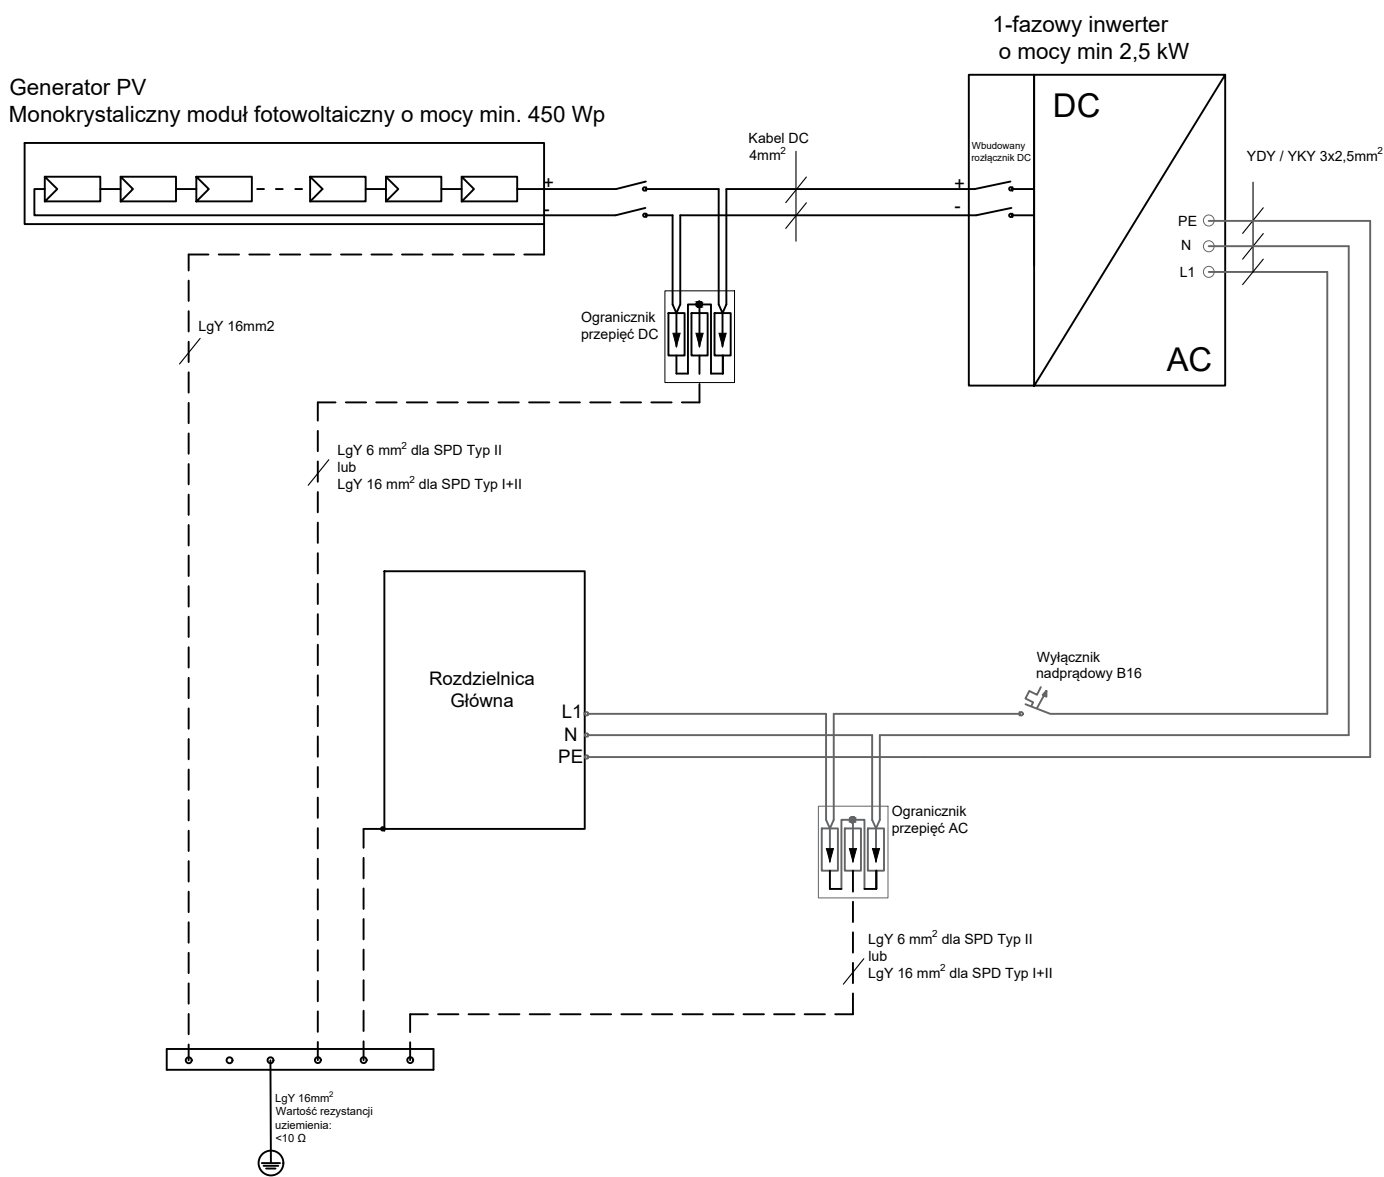 1-fazowy inwerter
o mocy min 2,5 kW
Generator PV
Monokrystaliczny moduł fotowoltaiczny o mocy min. 450 Wp
+
-
Kabel DC
4mm²
+
-
Wbudowany
rozłącznik DC
DC
AC
YDY / YKY 3x2,5mm²
PE
N
L1
LgY 16mm2
Ogranicznik
przepięć DC
LgY 6 mm² dla SPD Typ II
lub
LgY 16 mm² dla SPD Typ I+II
Rozdzielnica
Główna
L1
N
PE
Wyłącznik
nadprądowy B16
Ogranicznik
przepięć AC
LgY 6 mm² dla SPD Typ II
lub
LgY 16 mm² dla SPD Typ I+II
LgY 16mm²
Wartość rezystancji
uziemienia:
<10 Ω